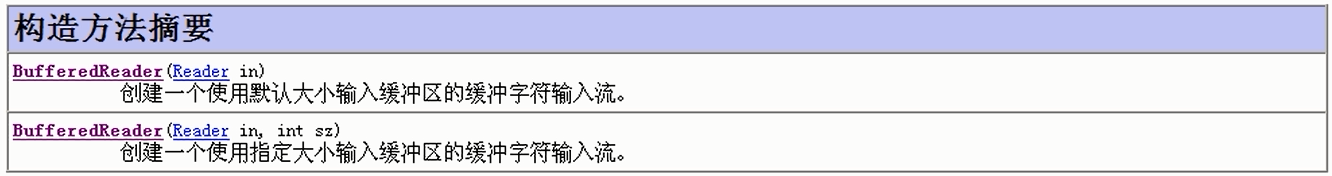 构造方法摘要
BufferedReader(Reader in)
创建一个使用默认大小输入缓冲区的缓冲字符输入流。
BufferedReader(Reader in, int sz)
创建一个使用指定大小输入缓冲区的缓冲字符输入流。